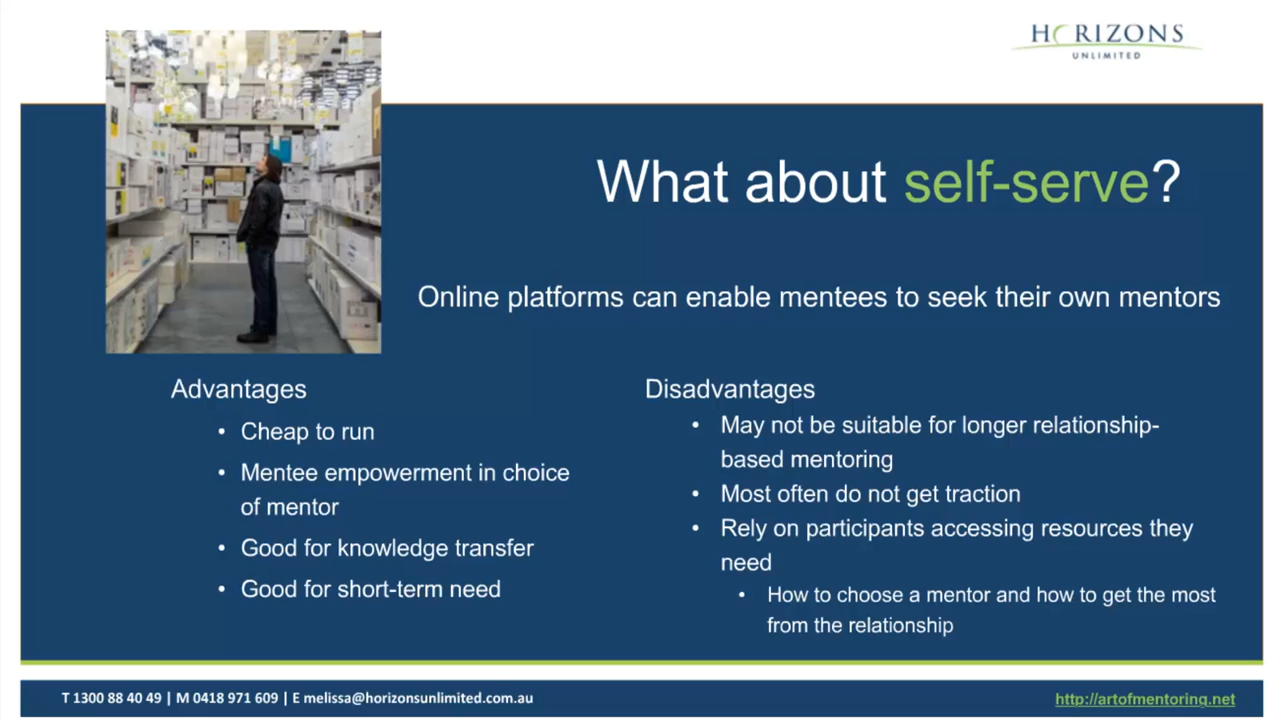 HORIZONS
UNLIMITED
What about self-serve?
Online platforms can enable mentees to seek their own mentors
Advantages
• Cheap to run
• Mentee empowerment in choice
of mentor
• Good for knowledge transfer
• Good for short-term need
Disadvantages
• May not be suitable for longer relationship-
based mentoring
• Most often do not get traction
• Rely on participants accessing resources they
need
• How to choose a mentor and how to get the most
from the relationship
T 1300 88 40 49 | M 0418 971 609 | E melissa@horizonsunlimited.com.au
http://artofmentoring.net